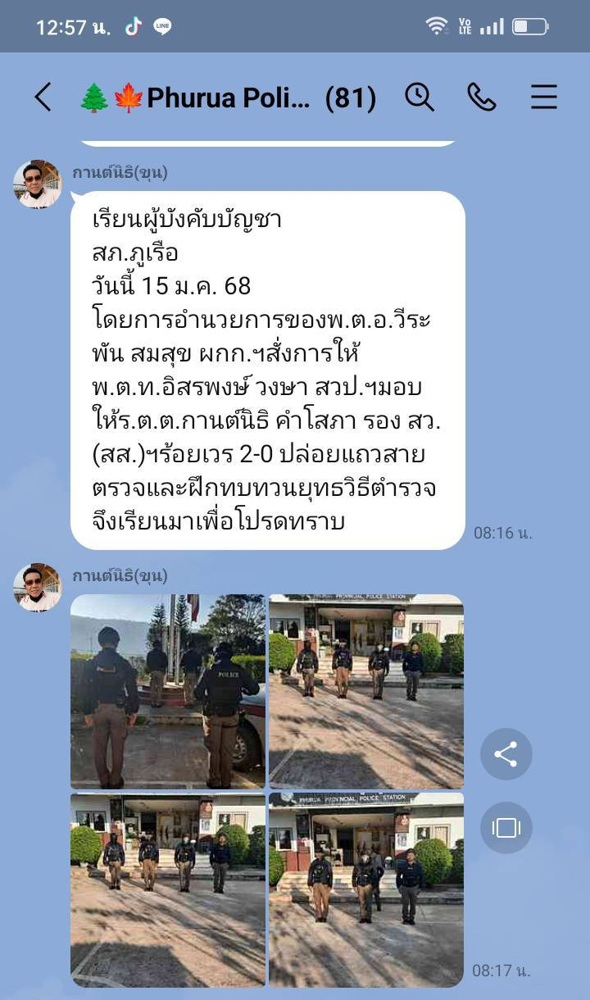 12:57 น.
LINE
Vo
LTE
🌲🍁Phurua Poli... (81)
กานต์นิธิ(ขุน)
เรียนผู้บังคับบัญชา
สภ.ภูเรือ
วันนี้ 15 ม.ค. 68
โดยการอำนวยการของพ.ต.อ.วีระ
พัน สมสุข ผกก.ฯสั่งการให้
พ.ต.ท.อิสรพงษ์ วงษา สวป.ฯมอบ
ให้ร.ต.ต.กานต์นิธิ คำโสภา รอง สว.
(สส.)ฯร้อยเวร 2-0 ปล่อยแถวสาย
ตรวจและฝึกทบทวนยุทธวิธีตำรวจ
จึงเรียนมาเพื่อโปรดทราบ
08:16 น.
กานต์นิธิ(ขุน)
POLICE
PHURUA PROVINCIAL POLICE STATION
PHURUA PROVINCIAL POLICE STATION
08:17 น.